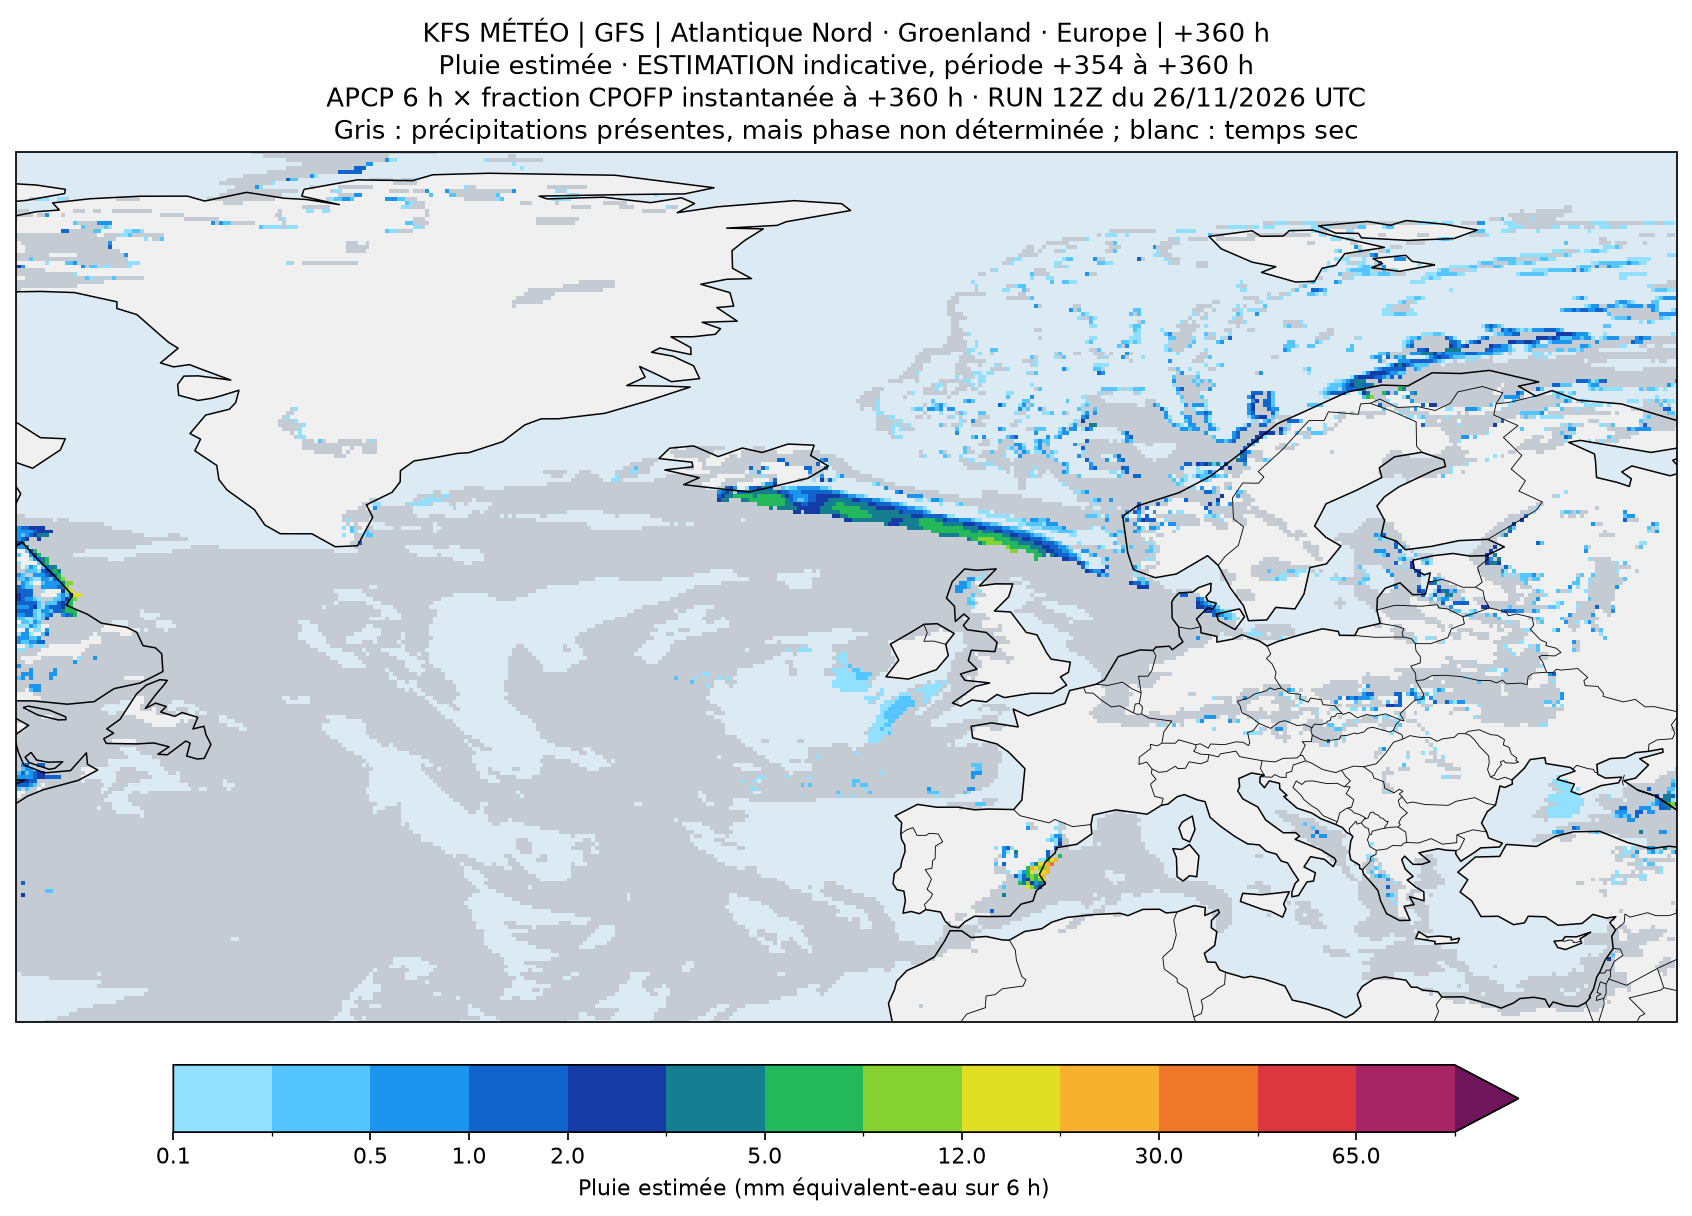 KFS MÉTÉO | GFS | Atlantique Nord · Groenland · Europe | +360 h
Pluie estimée · ESTIMATION indicative, période +354 à +360 h
APCP 6 h × fraction CPOFP instantanée à +360 h · RUN 12Z du 26/11/2026 UTC
Gris : précipitations présentes, mais phase non déterminée ; blanc : temps sec
0.1 0.5 1.0 2.0 5.0 12.0 30.0 65.0
Pluie estimée (mm équivalent-eau sur 6 h)